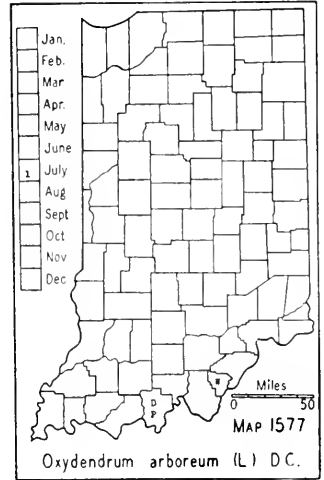 Jan.
Feb.
Mar
Apr.
May
June
1 July
Aug
Sept
Oct
Nov
Dec
P
P
Miles
0 50
MAP 1577
Oxydendrum arboreum (L) DC.